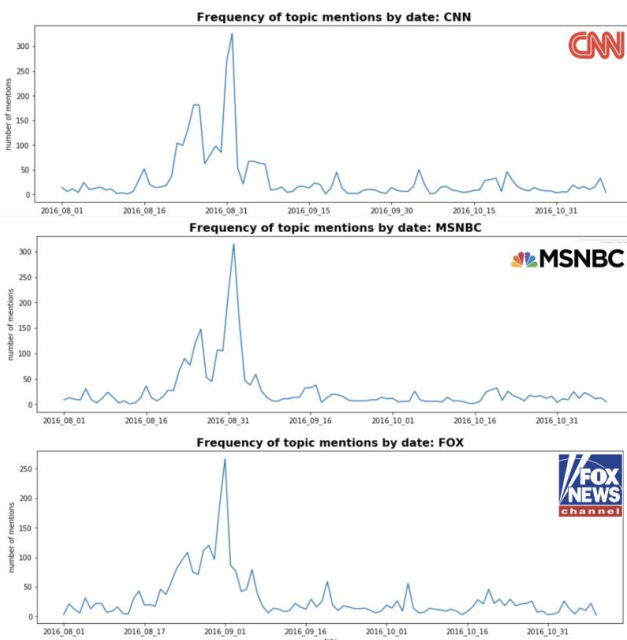 Frequency of topic mentions by date: CNN
CNN
number of mentions
300
250
200
150
100
50
0
2016_08_01 2016_08_16 2016_08_31 2016_09_15 2016_09_30 2016_10_15 2016_10_31
Frequency of topic mentions by date: MSNBC
MSNBC
number of mentions
300
250
200
150
100
50
0
2016_08_01 2016_08_16 2016_08_31 2016_09_16 2016_10_01 2016_10_16 2016_10_31
Frequency of topic mentions by date: FOX
FOX
NEWS
channel
number of mentions
250
200
150
100
50
0
2016_08_01 2016_08_17 2016_09_01 2016_09_16 2016_10_01 2016_10_16 2016_10_31